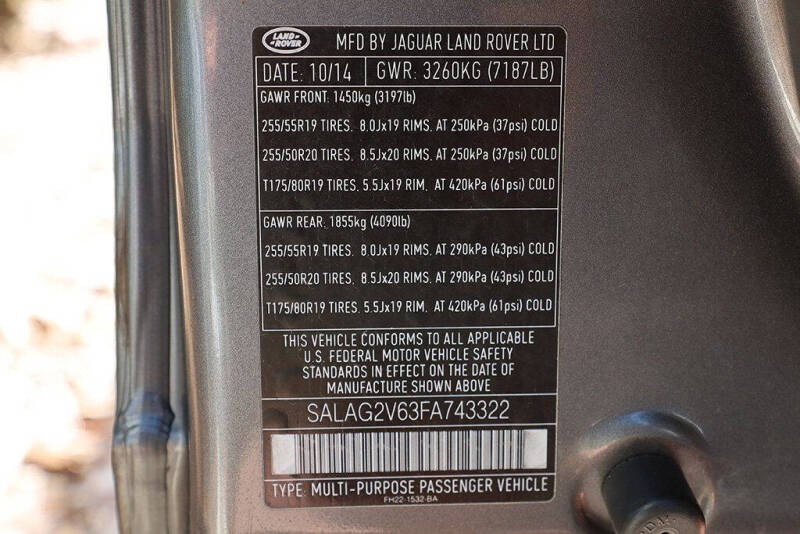 LAND-
-ROVER
MFD BY JAGUAR LAND ROVER LTD
DATE: 10/14 GWR: 3260KG (7187LB)
GAWR FRONT: 1450kg (3197lb)
255/55R19 TIRES. 8.0Jx19 RIMS. AT 250kPa (37psi) COLD
255/50R20 TIRES. 8.5Jx20 RIMS. AT 250kPa (37psi) COLD
T175/80R19 TIRES. 5.5Jx19 RIM. AT 420kPa (61psi) COLD
GAWR REAR: 1855kg (4090lb)
255/55R19 TIRES. 8.0Jx19 RIMS. AT 290kPa (43psi) COLD
255/50R20 TIRES. 8.5Jx20 RIMS. AT 290kPa (43psi) COLD
T175/80R19 TIRES. 5.5Jx19 RIM. AT 420kPa (61psi) COLD
THIS VEHICLE CONFORMS TO ALL APPLICABLE
U.S. FEDERAL MOTOR VEHICLE SAFETY
STANDARDS IN EFFECT ON THE DATE OF
MANUFACTURE SHOWN ABOVE
SALAG2V63FA743322
TYPE: MULTI-PURPOSE PASSENGER VEHICLE
FH22-1532-BA